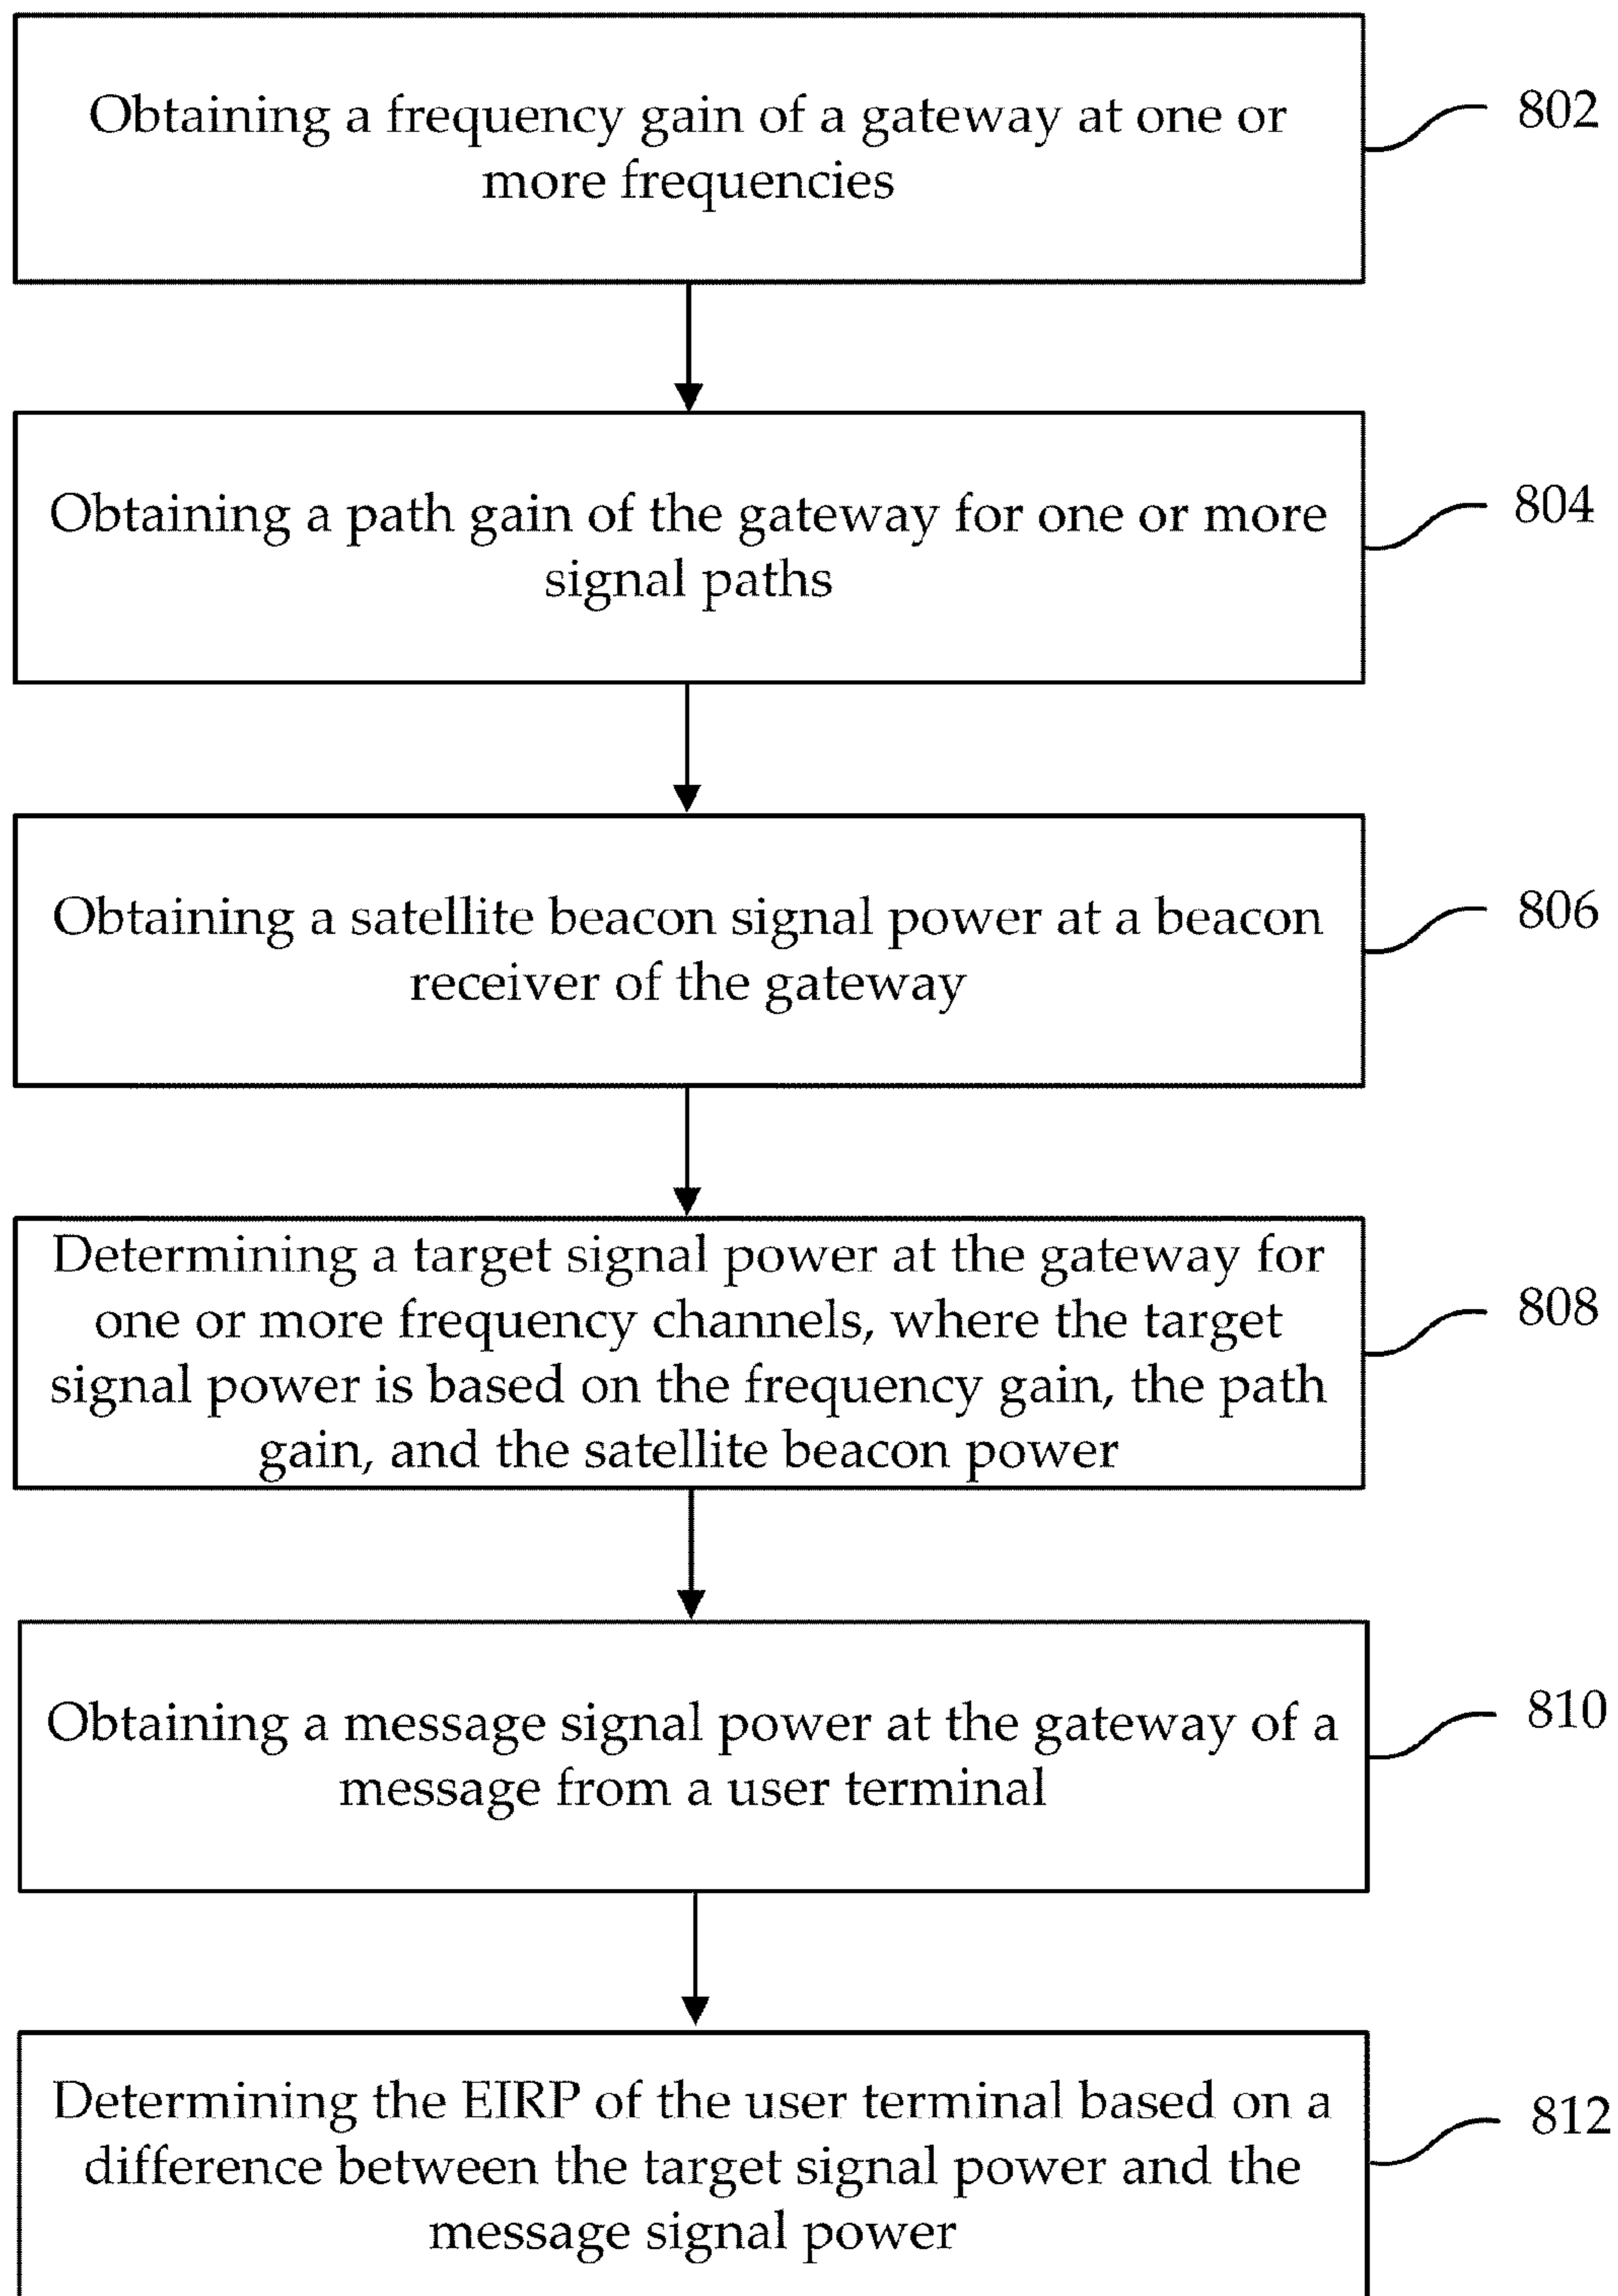 Obtaining a frequency gain of a gateway at one or
more frequencies
802
Obtaining a path gain of the gateway for one or more
signal paths
804
Obtaining a satellite beacon signal power at a beacon
receiver of the gateway
806
Determining a target signal power at the gateway for
one or more frequency channels, where the target
signal power is based on the frequency gain, the path
gain, and the satellite beacon power
808
Obtaining a message signal power at the gateway of a
message from a user terminal
810
Determining the EIRP of the user terminal based on a
difference between the target signal power and the
message signal power
812